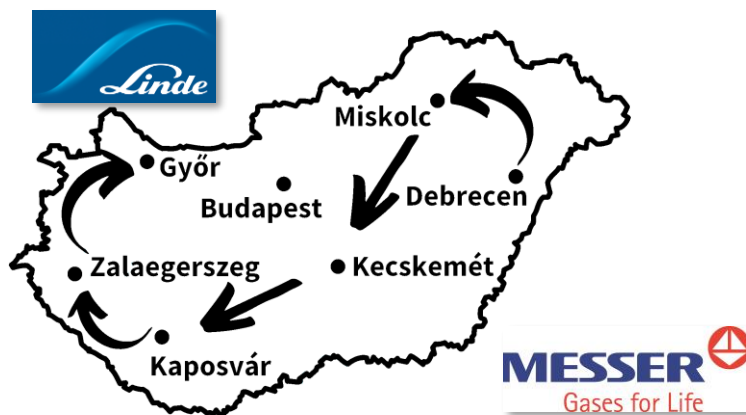 Linde
Miskolc
Győr
Budapest
Debrecen
Zalaegerszeg
Kecskemét
Kaposvár
MESSER
Gases for Life